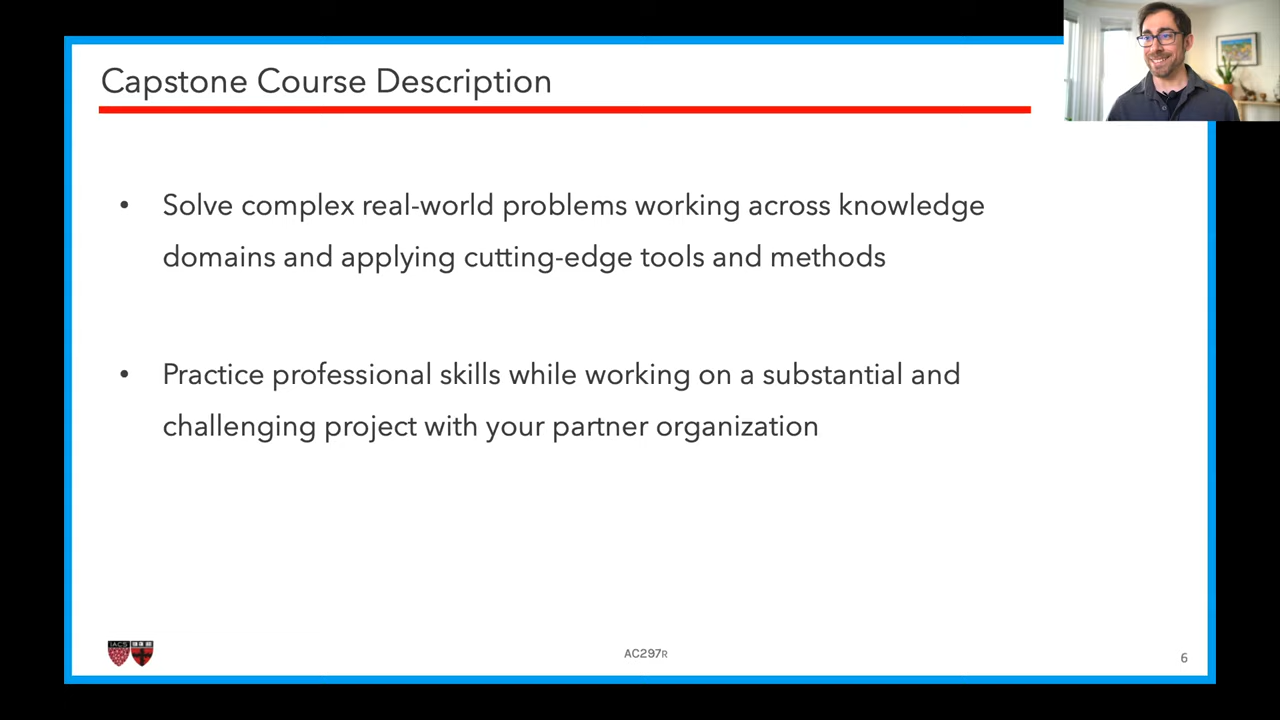 Capstone Course Description
• Solve complex real-world problems working across knowledge
domains and applying cutting-edge tools and methods
• Practice professional skills while working on a substantial and
challenging project with your partner organization
IACS
AC297R
6